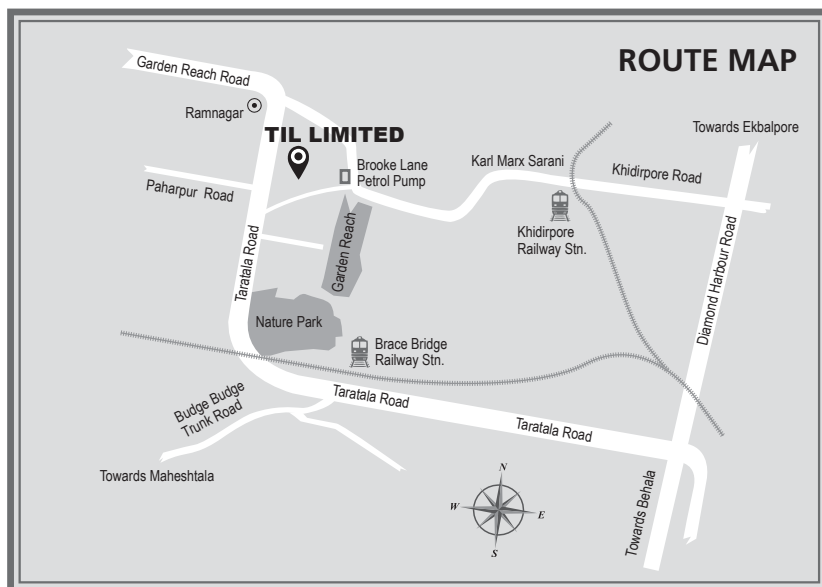 ROUTE MAP
Garden Reach Road
Ramnagar
TIL LIMITED
Towards Ekbalpore
Brooke Lane
Petrol Pump
Karl Marx Sarani
Khidirpore Road
Paharpur Road
Khidirpore
Railway Stn.
Garden Reach
Taratala Road
Diamond Harbour Road
Nature Park
Brace Bridge
Railway Stn.
Budge Budge
Trunk Road
Taratala Road
Taratala Road
Towards Maheshtala
Towards Behala
N
W
E
S